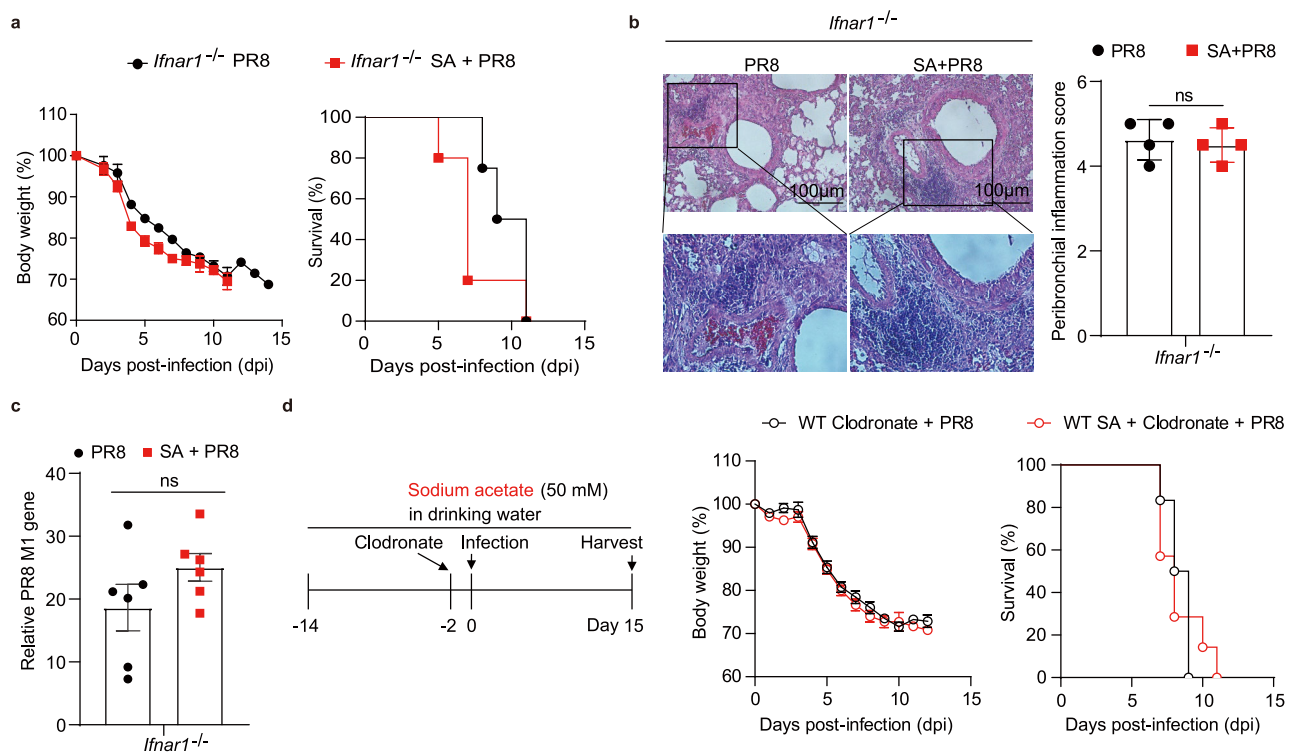 a
Ifnar1-/- PR8
Ifnar1-/- SA + PR8
Body weight (%)
110
100
90
80
70
60
0
5
10
15
Days post-infection (dpi)
Survival (%)
100
80
60
40
20
0
0
5
10
15
Days post-infection (dpi)
b
Ifnar1-/-
PR8
SA+PR8
100μm
100μm
PR8
SA+PR8
ns
Peribronchial inflammation score
6
4
2
0
Ifnar1-/-
c
PR8
SA + PR8
ns
Relative PR8 M1 gene
40
30
20
10
0
Ifnar1-/-
d
Sodium acetate (50 mM)
in drinking water
Clodronate
Infection
Harvest
-14
-2
0
Day 15
WT Clodronate + PR8
WT SA + Clodronate + PR8
Body weight (%)
110
100
90
80
70
60
0
5
10
15
Days post-infection (dpi)
Survival (%)
100
80
60
40
20
0
0
5
10
15
Days post-infection (dpi)